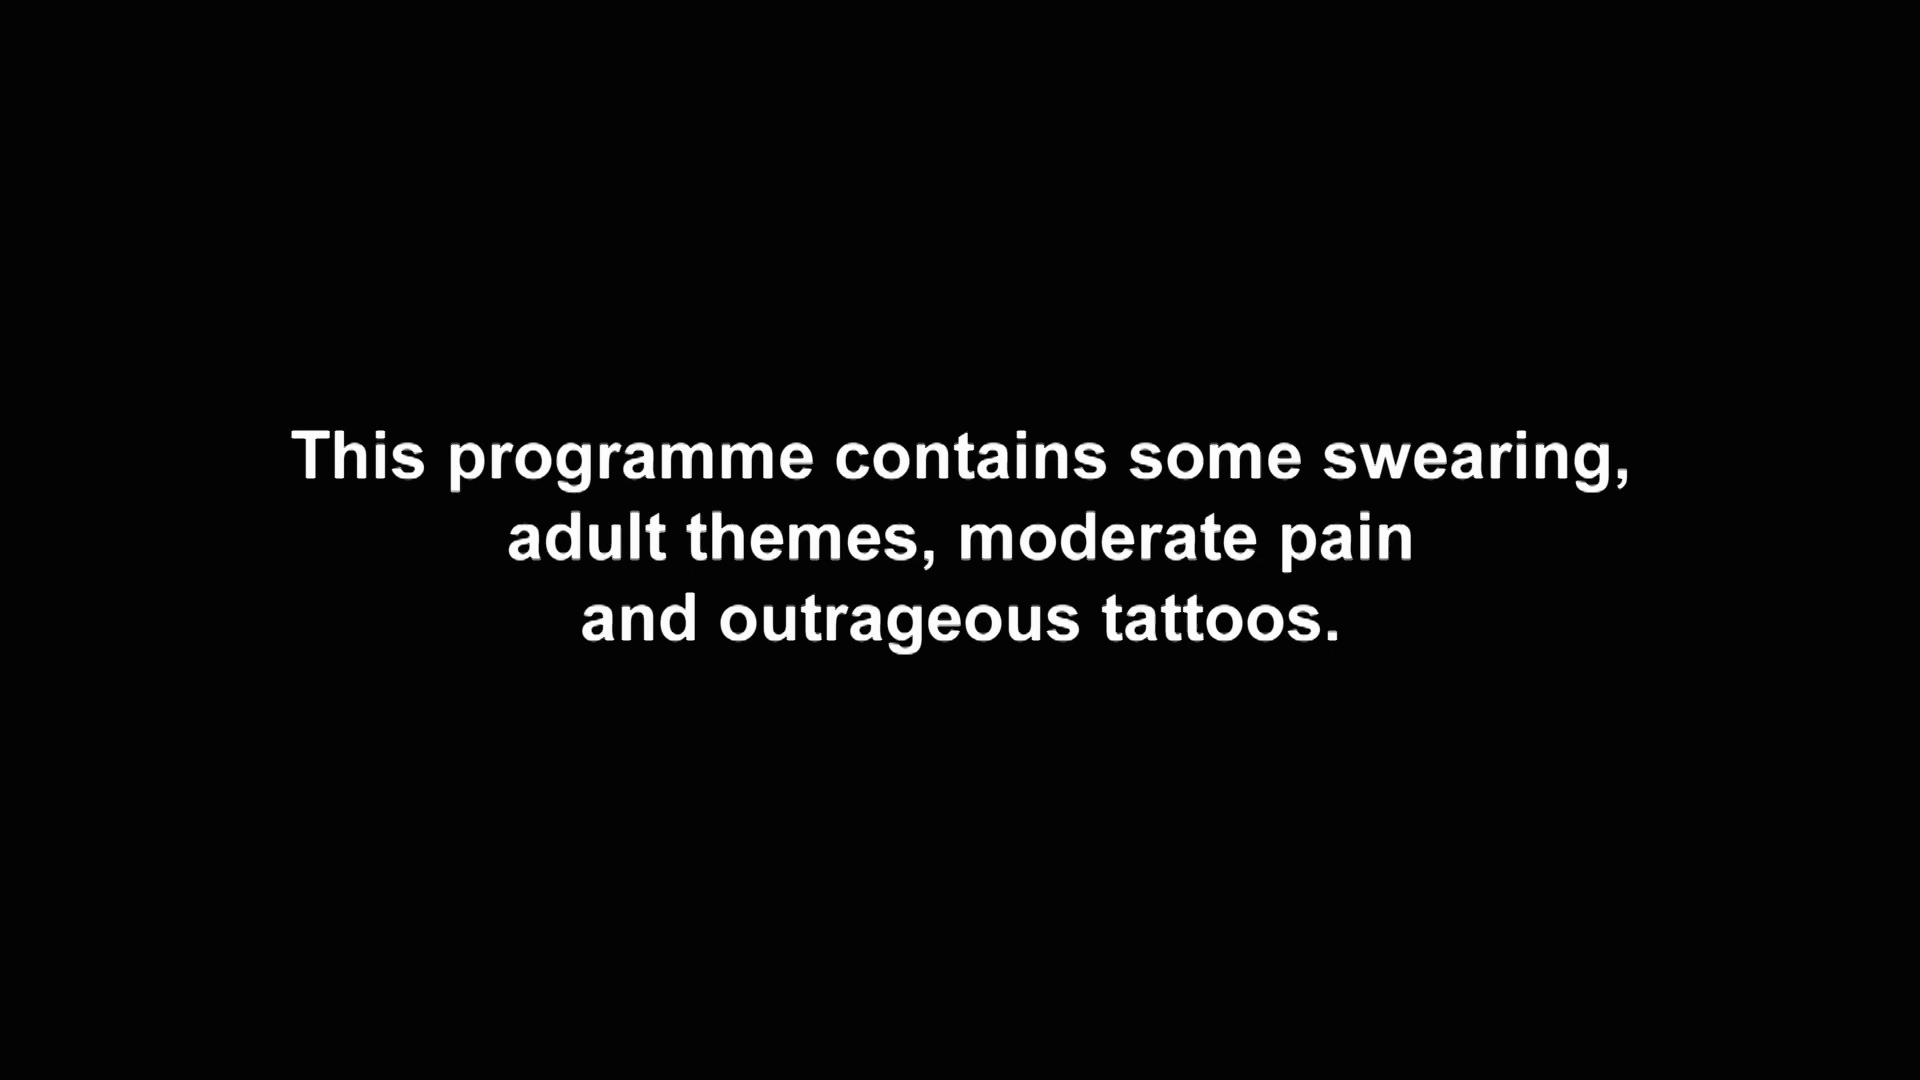 This programme contains some swearing,
adult themes, moderate pain
and outrageous tattoos.